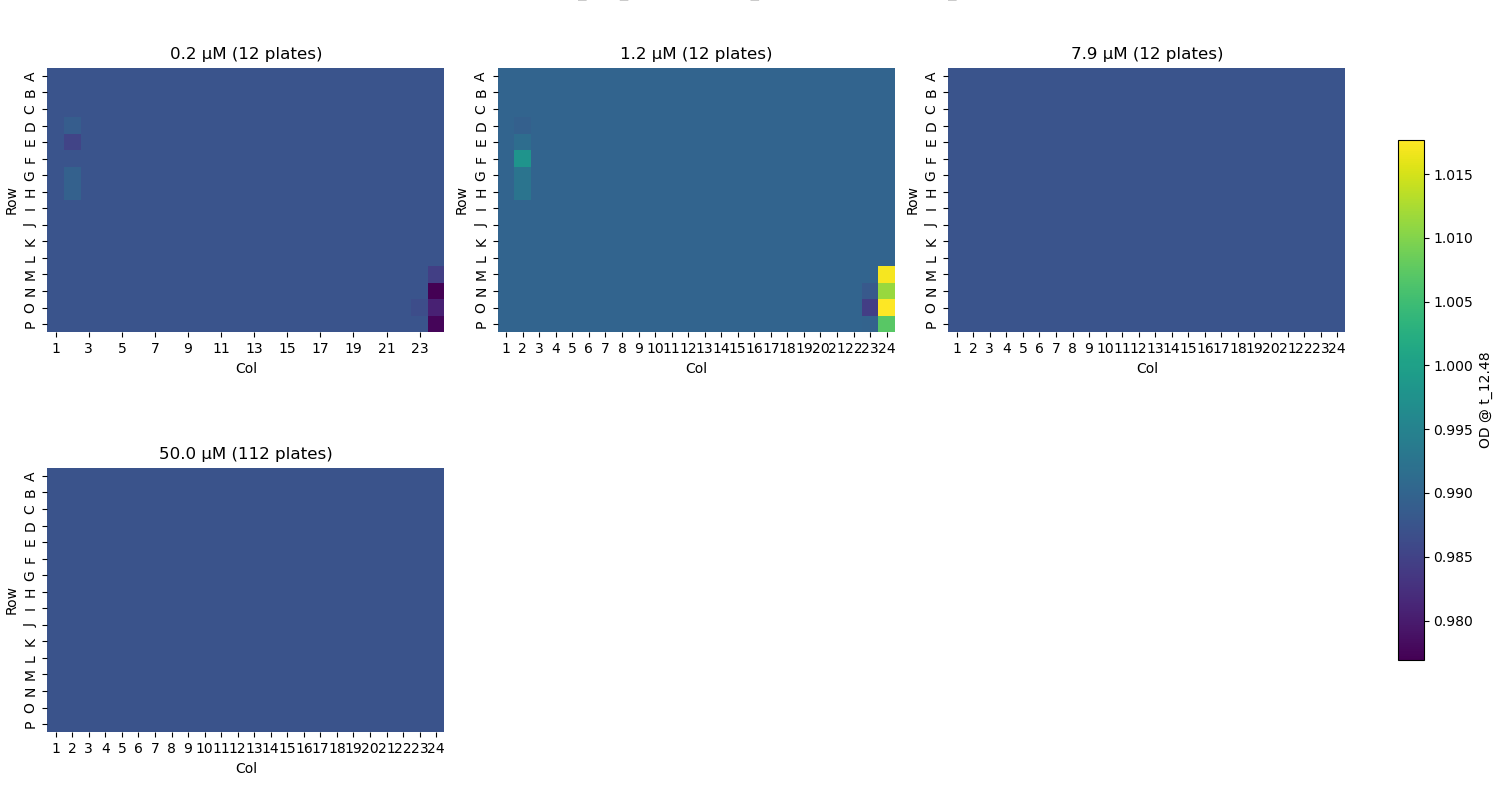 0.2 µM (12 plates)
Row
A
B
C
D
E
F
G
H
I
J
K
L
M
N
O
P
1 3 5 7 9 11 13 15 17 19 21 23
Col
1.2 µM (12 plates)
Row
A
B
C
D
E
F
G
H
I
J
K
L
M
N
O
P
1 2 3 4 5 6 7 8 9 10 11 12 13 14 15 16 17 18 19 20 21 22 23 24
Col
7.9 µM (12 plates)
Row
A
B
C
D
E
F
G
H
I
J
K
L
M
N
O
P
1 2 3 4 5 6 7 8 9 10 11 12 13 14 15 16 17 18 19 20 21 22 23 24
Col
1.015
1.010
1.005
1.000
0.995
0.990
0.985
0.980
OD @ t_12.48
50.0 µM (112 plates)
Row
A
B
C
D
E
F
G
H
I
J
K
L
M
N
O
P
1 2 3 4 5 6 7 8 9 10 11 12 13 14 15 16 17 18 19 20 21 22 23 24
Col